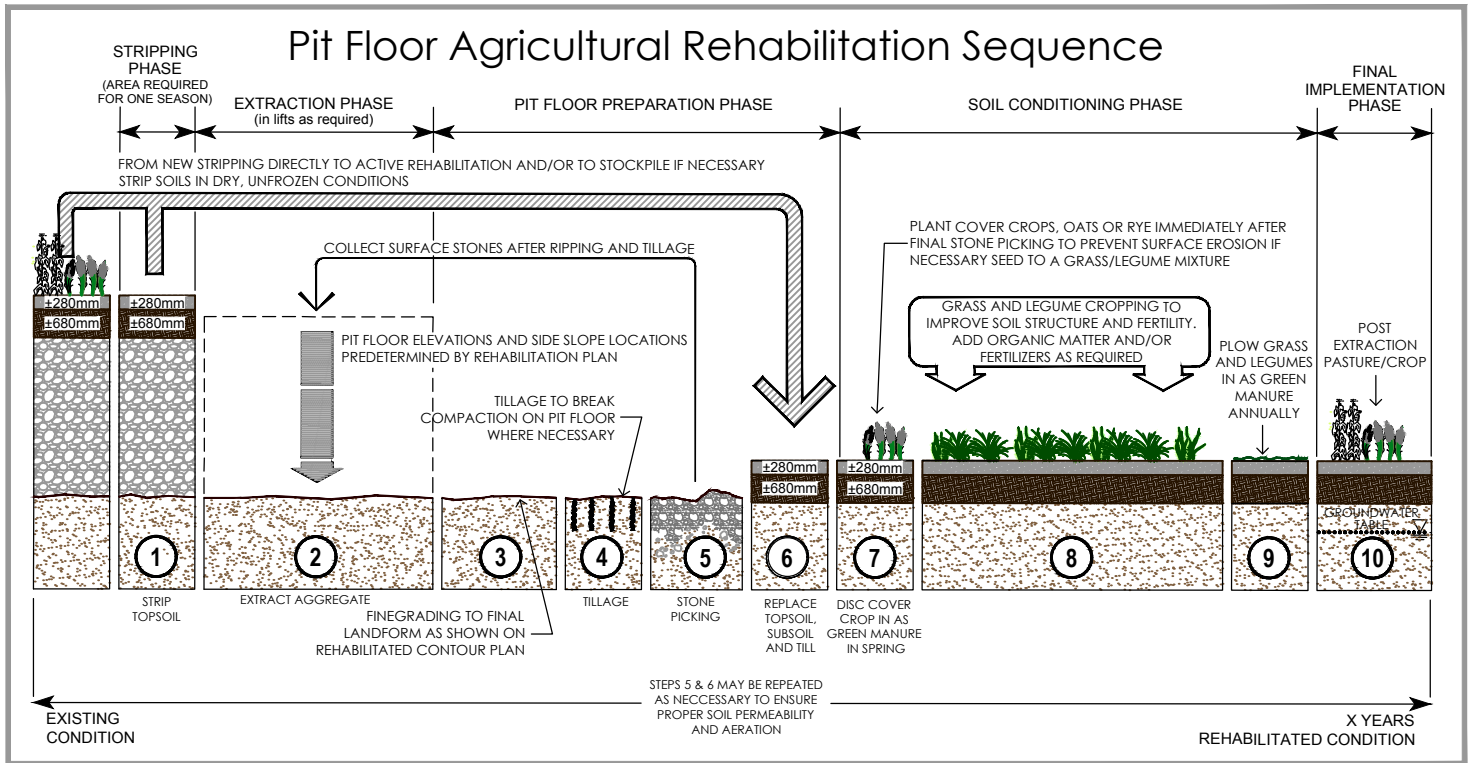 Pit Floor Agricultural Rehabilitation Sequence
STRIPPING
PHASE
(AREA REQUIRED
FOR ONE SEASON)
EXTRACTION PHASE
(in lifts as required)
PIT FLOOR PREPARATION PHASE
SOIL CONDITIONING PHASE
FINAL
IMPLEMENTATION
PHASE
FROM NEW STRIPPING DIRECTLY TO ACTIVE REHABILITATION AND/OR TO STOCKPILE IF NECESSARY
STRIP SOILS IN DRY, UNFROZEN CONDITIONS
COLLECT SURFACE STONES AFTER RIPPING AND TILLAGE
PLANT COVER CROPS, OATS OR RYE IMMEDIATELY AFTER
FINAL STONE PICKING TO PREVENT SURFACE EROSION IF
NECESSARY SEED TO A GRASS/LEGUME MIXTURE
±280mm
±680mm
±280mm
±680mm
PIT FLOOR ELEVATIONS AND SIDE SLOPE LOCATIONS
PREDETERMINED BY REHABILITATION PLAN
GRASS AND LEGUME CROPPING TO
IMPROVE SOIL STRUCTURE AND FERTILITY.
ADD ORGANIC MATTER AND/OR
FERTILIZERS AS REQUIRED
PLOW GRASS
AND LEGUMES
IN AS GREEN
MANURE
ANNUALLY
POST
EXTRACTION
PASTURE/CROP
TILLAGE TO BREAK
COMPACTION ON PIT FLOOR
WHERE NECESSARY
±280mm
±680mm
±280mm
±680mm
GROUNDWATER
TABLE
1
2
3
4
5
6
7
8
9
10
STRIP
TOPSOIL
EXTRACT AGGREGATE
FINEGRADING TO FINAL
LANDFORM AS SHOWN ON
REHABILITATED CONTOUR PLAN
TILLAGE
STONE
PICKING
REPLACE
TOPSOIL,
SUBSOIL
AND TILL
DISC COVER
CROP IN AS
GREEN MANURE
IN SPRING
STEPS 5 & 6 MAY BE REPEATED
AS NECCESSARY TO ENSURE
PROPER SOIL PERMEABILITY
AND AERATION
EXISTING
CONDITION
X YEARS
REHABILITATED CONDITION